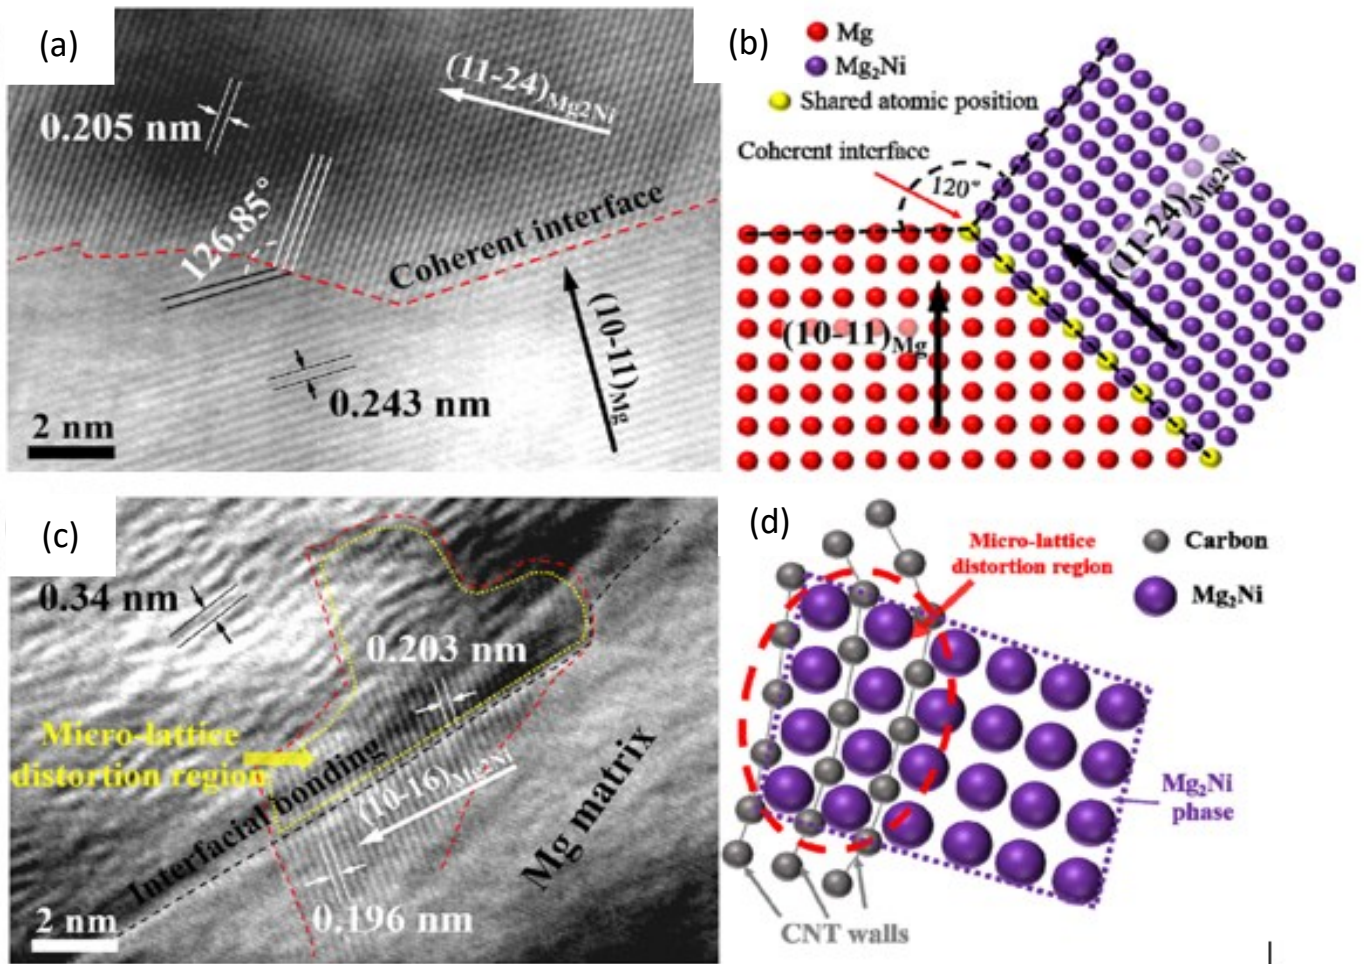 (a)
(11-24)Mg2Ni
0.205 nm
126.85°
Coherent interface
(10-11)Mg
0.243 nm
2 nm
(b)
Mg
Mg₂Ni
Shared atomic position
Coherent interface
120°
(11-24)Mg2Ni
(10-11)Mg
(c)
0.34 nm
0.203 nm
Micro-lattice
distortion region
Interfacial bonding
(10-16)Mg2Ni
Mg matrix
0.196 nm
2 nm
(d)
Micro-lattice
distortion region
Carbon
Mg₂Ni
Mg₂Ni
phase
CNT walls